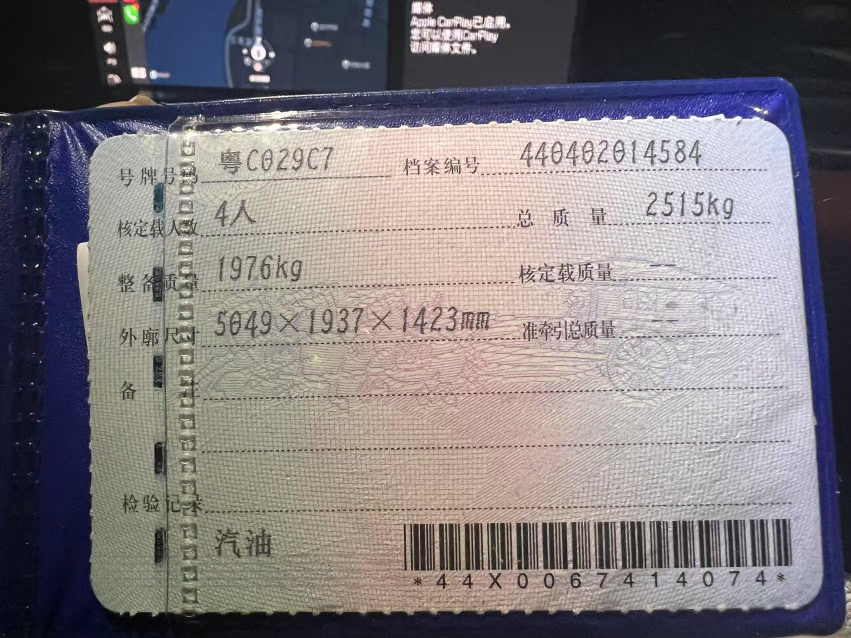 媒体
Apple CarPlay已启用。
您可以使用CarPlay
访问媒体文件。
号牌号码 粤C029C7 档案编号 440402014584
核定载人数 4人 总质量 2515kg
整备质量 1976kg 核定载质量 --
外廓尺寸 5049×1937×1423mm 准牵引总质量 --
备注
检验记录
汽油
*44X0067414074*